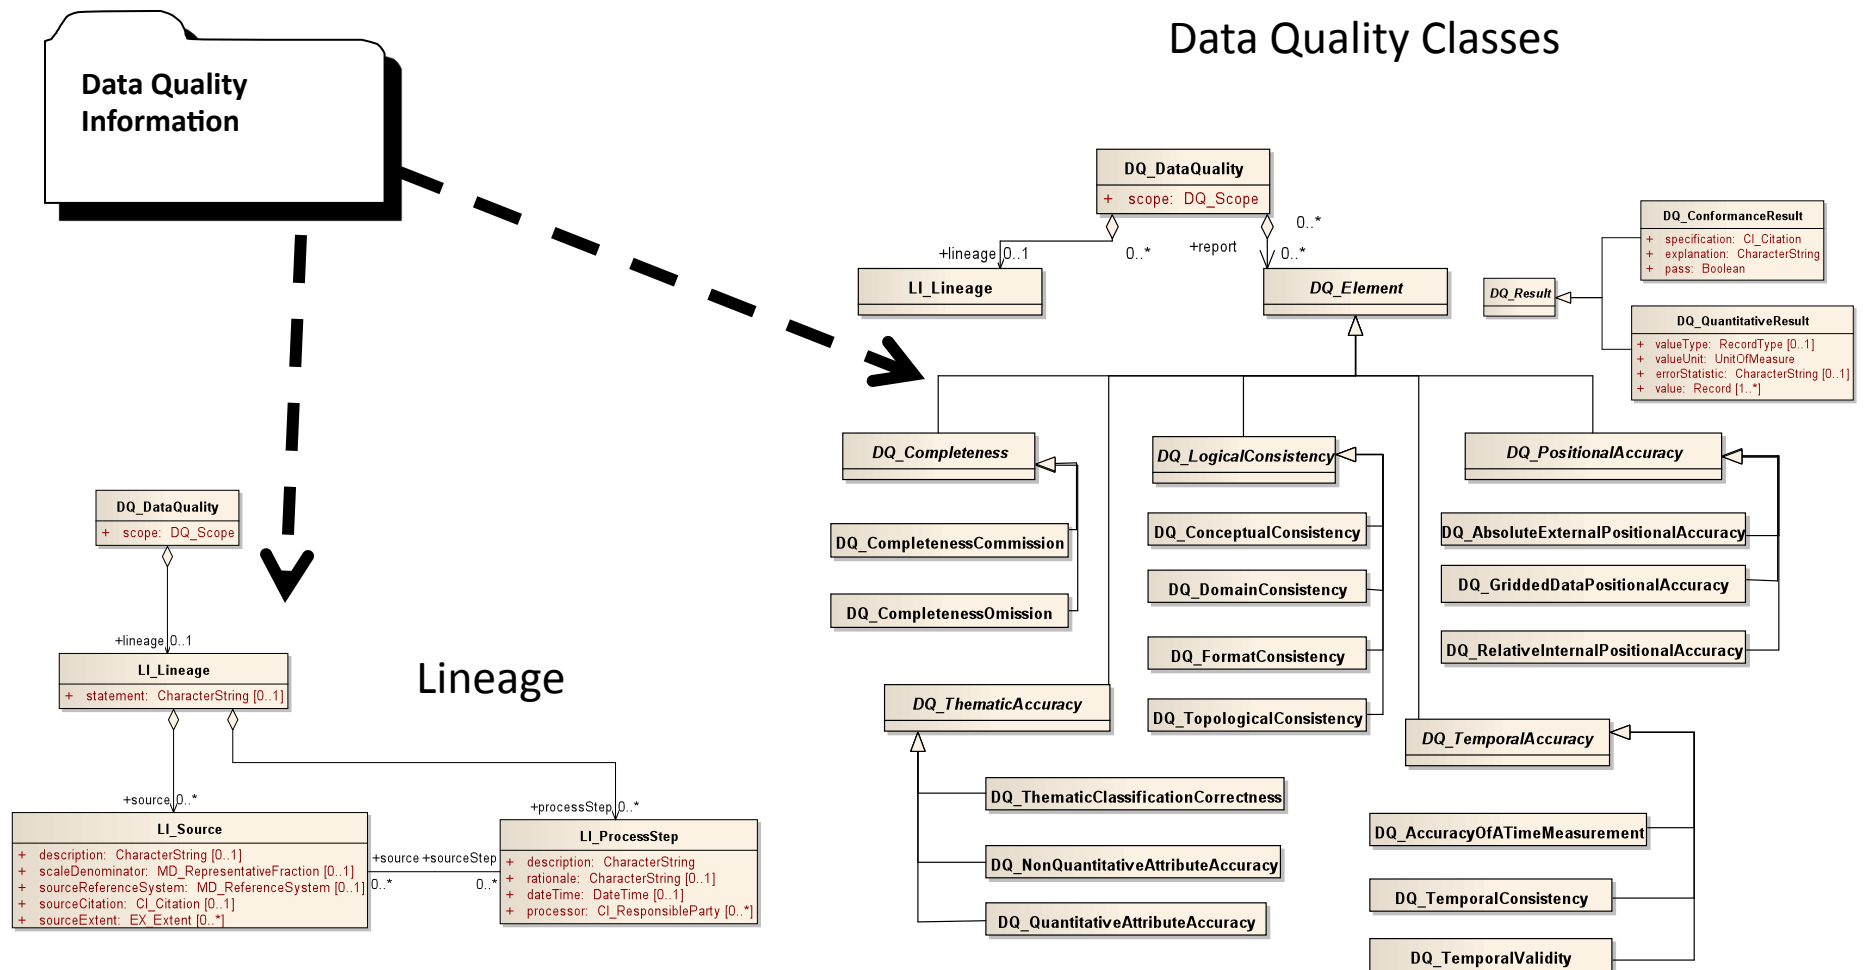 Data Quality Classes
Data Quality
Information
DQ_DataQuality
+ scope: DQ_Scope
0..*
+lineage 0..1
0..*
+report
0..*
LI_Lineage
DQ_Element
DQ_ConformanceResult
+ specification: CI_Citation
+ explanation: CharacterString
+ pass: Boolean
DQ_Result
DQ_QuantitativeResult
+ valueType: RecordType [0..1]
+ valueUnit: UnitOfMeasure
+ errorStatistic: CharacterString [0..1]
+ value: Record [1..*]
DQ_Completeness
DQ_CompletenessCommission
DQ_CompletenessOmission
DQ_LogicalConsistency
DQ_ConceptualConsistency
DQ_DomainConsistency
DQ_FormatConsistency
DQ_TopologicalConsistency
DQ_PositionalAccuracy
DQ_AbsoluteExternalPositionalAccuracy
DQ_GriddedDataPositionalAccuracy
DQ_RelativeInternalPositionalAccuracy
DQ_ThematicAccuracy
DQ_ThematicClassificationCorrectness
DQ_NonQuantitativeAttributeAccuracy
DQ_QuantitativeAttributeAccuracy
DQ_TemporalAccuracy
DQ_AccuracyOfATimeMeasurement
DQ_TemporalConsistency
DQ_TemporalValidity
DQ_DataQuality
+ scope: DQ_Scope
+lineage 0..1
LI_Lineage
+ statement: CharacterString [0..1]
Lineage
+source 0..*
+processStep 0..*
LI_Source
+ description: CharacterString [0..1]
+ scaleDenominator: MD_RepresentativeFraction [0..1]
+ sourceReferenceSystem: MD_ReferenceSystem [0..1]
+ sourceCitation: CI_Citation [0..1]
+ sourceExtent: EX_Extent [0..*]
+source +sourceStep
0..* 0..*
LI_ProcessStep
+ description: CharacterString
+ rationale: CharacterString [0..1]
+ dateTime: DateTime [0..1]
+ processor: CI_ResponsibleParty [0..*]